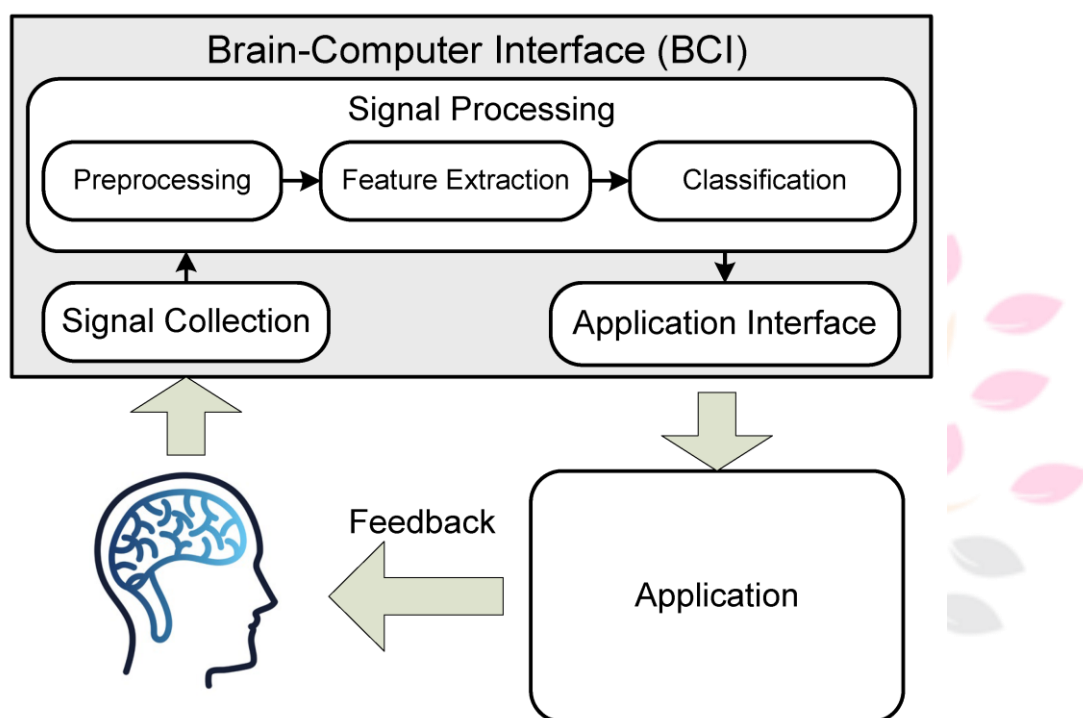 Brain-Computer Interface (BCI)
Signal Processing
Preprocessing
Feature Extraction
Classification
Signal Collection
Application Interface
Feedback
Application